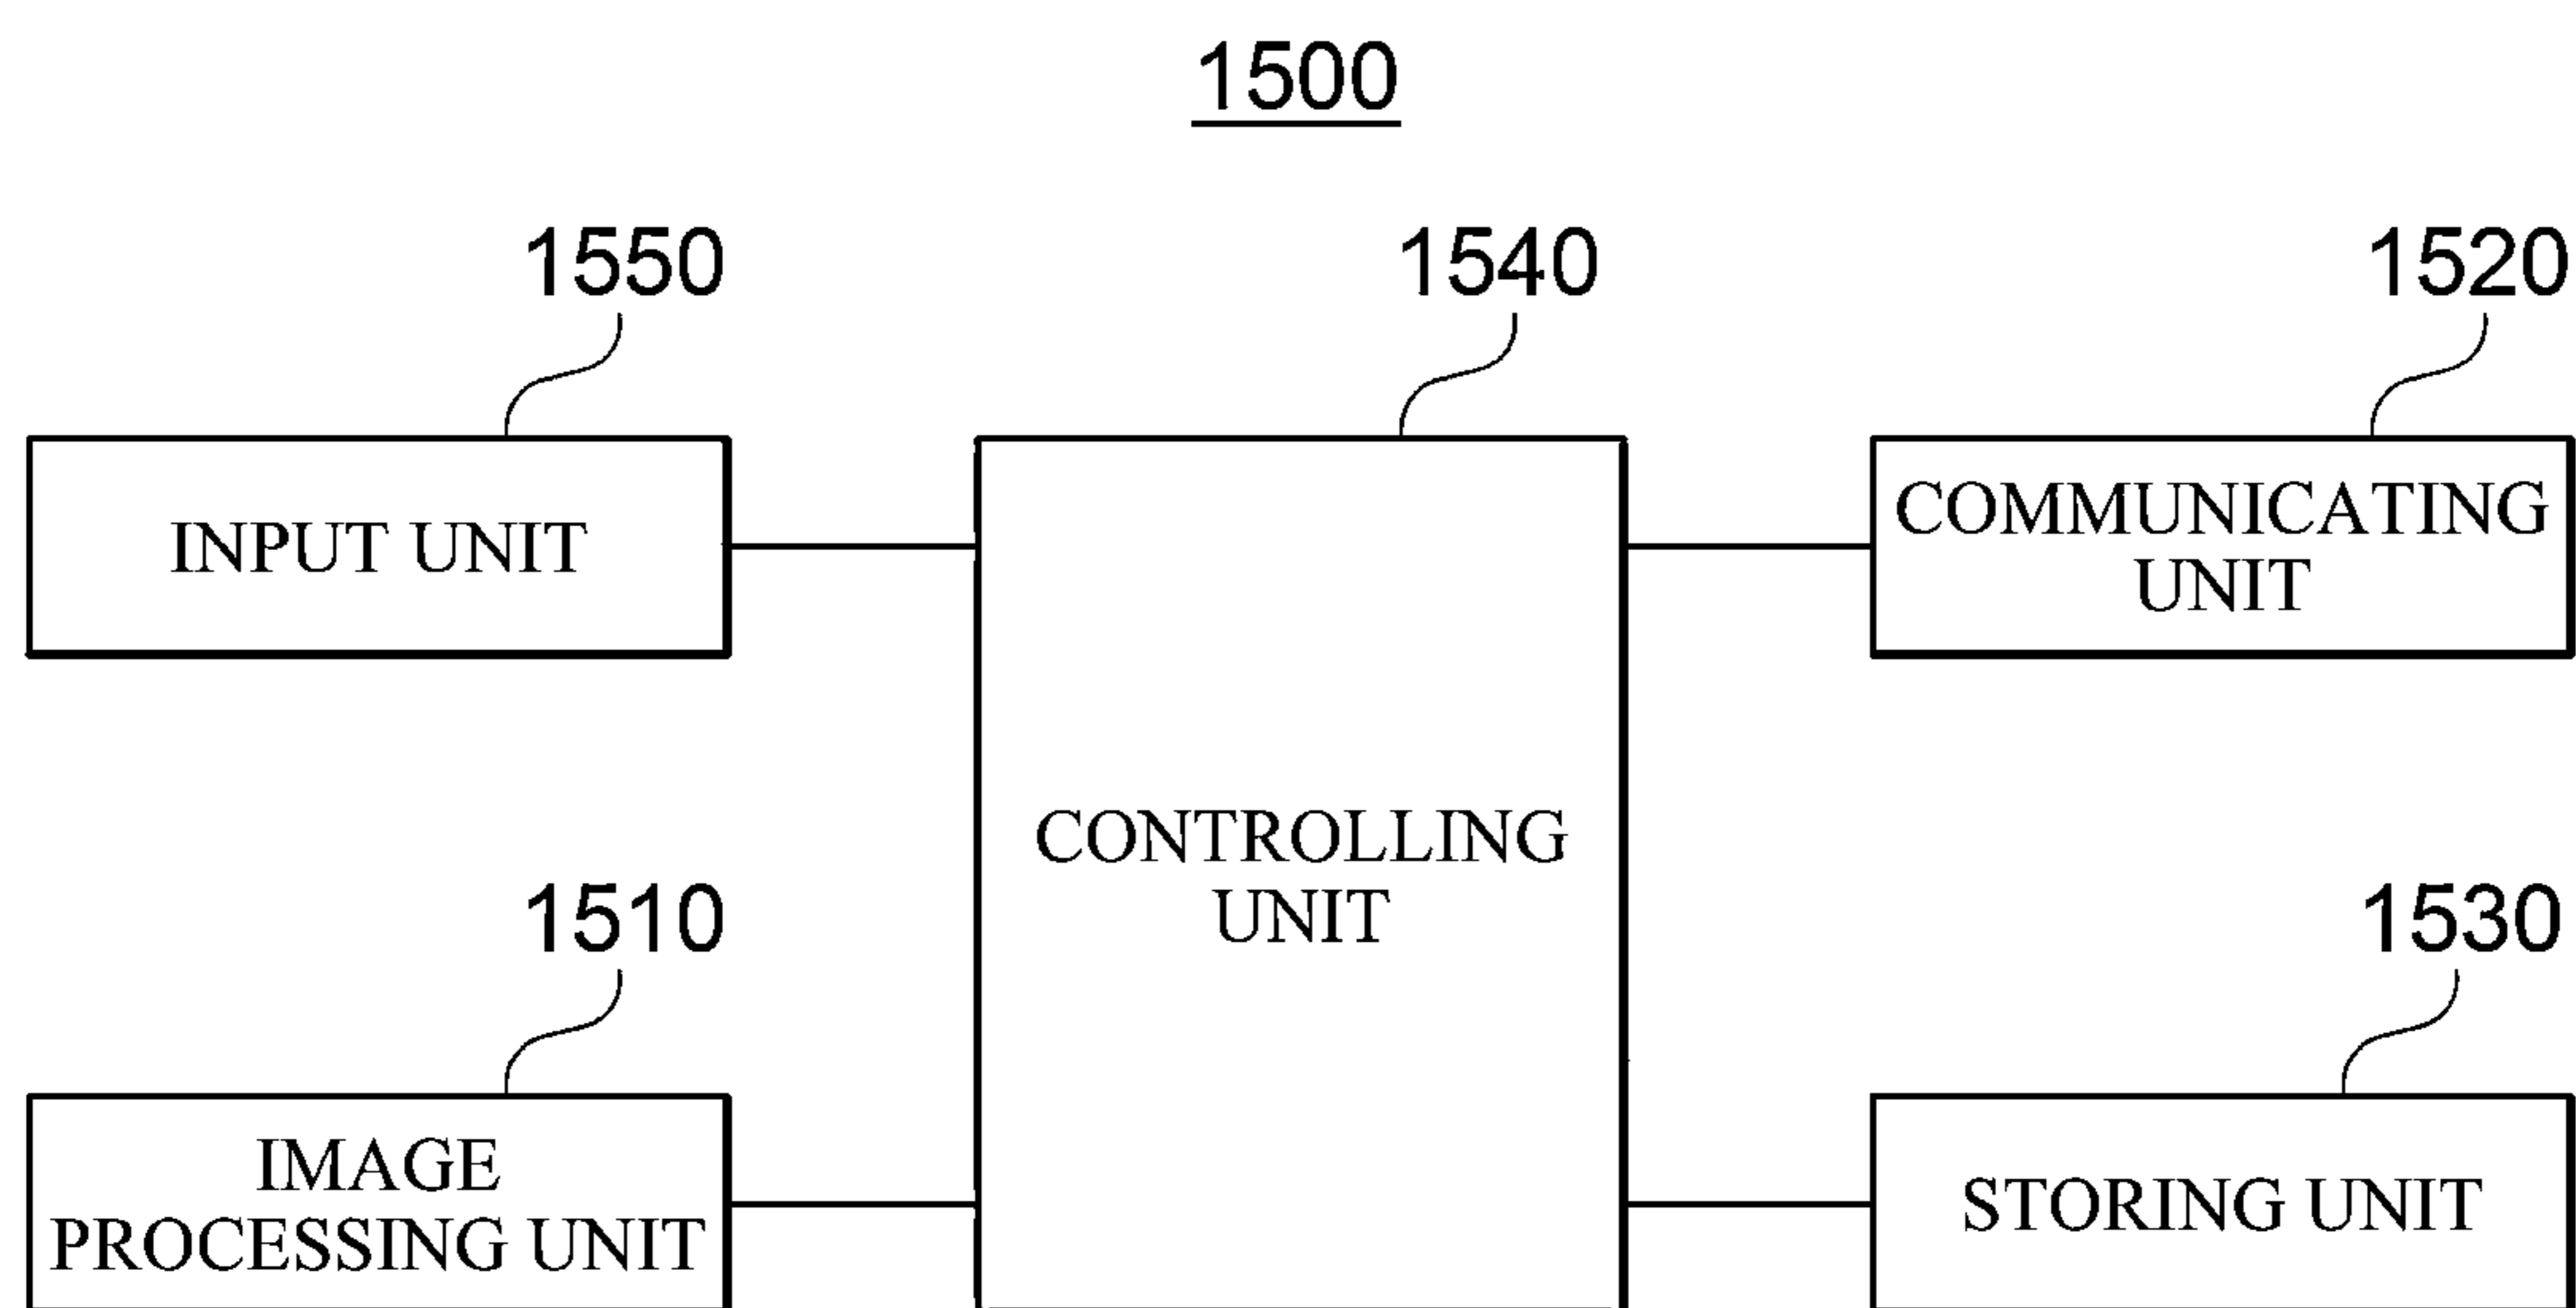 1500
1550
1540
1520
INPUT UNIT
COMMUNICATING
UNIT
CONTROLLING
UNIT
1510
1530
IMAGE
PROCESSING UNIT
STORING UNIT